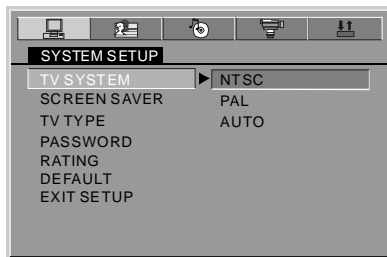 SYSTEM SETUP
TV SYSTEM NTSC
SCREEN SAVER PAL
TV TYPE AUTO
PASSWORD
RATING
DEFAULT
EXIT SETUP